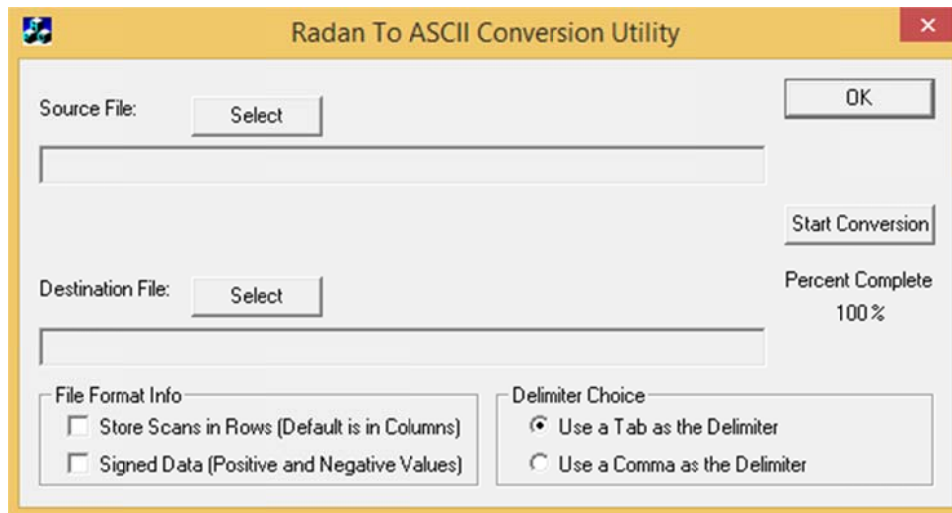 Radan To ASCII Conversion Utility
Source File:
Select
OK
Start Conversion
Destination File:
Select
Percent Complete
100%
File Format Info
Store Scans in Rows (Default is in Columns)
Signed Data (Positive and Negative Values)
Delimiter Choice
Use a Tab as the Delimiter
Use a Comma as the Delimiter